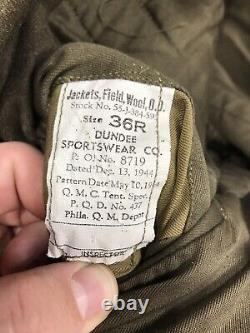 Jackets, Field, Wool, O.D.
Stock No. 55-J-384-59
Size 36R
DUNDEE
SPORTSWEAR CO.
P. O. No. 8719
Dated Dec. 13, 1944
Pattern Date May 10, 1944
Q. M. C. Tent. Spec.
P. Q. D. No. 437
Phila. Q. M. Depot
INSPECTOR